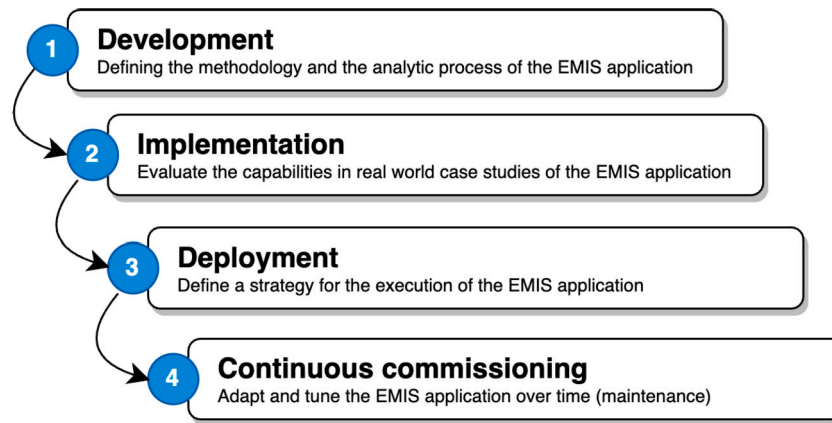 1
Development
Defining the methodology and the analytic process of the EMIS application
2
Implementation
Evaluate the capabilities in real world case studies of the EMIS application
3
Deployment
Define a strategy for the execution of the EMIS application
4
Continuous commissioning
Adapt and tune the EMIS application over time (maintenance)